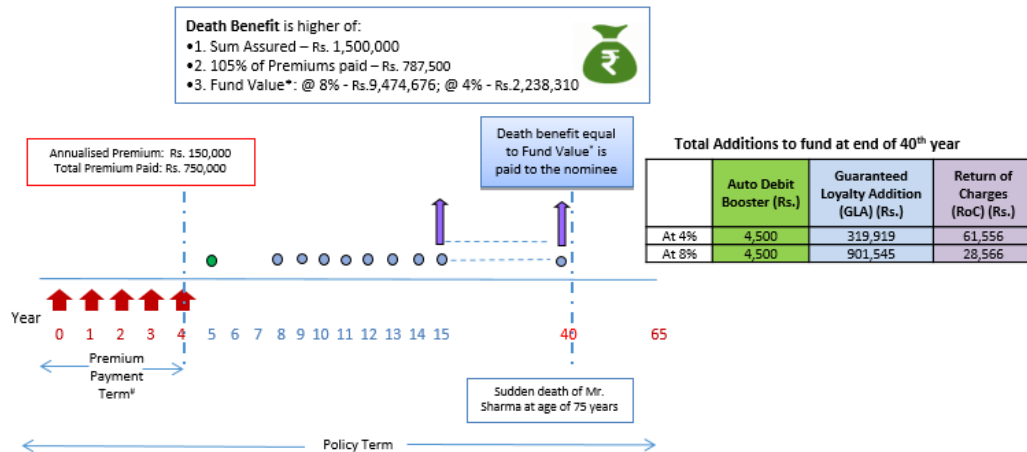 Death Benefit is higher of:
•1. Sum Assured – Rs. 1,500,000
•2. 105% of Premiums paid – Rs. 787,500
•3. Fund Value*: @ 8% - Rs.9,474,676; @ 4% - Rs.2,238,310
₹
Annualised Premium: Rs. 150,000
Total Premium Paid: Rs. 750,000
Death benefit equal
to Fund Value* is
paid to the nominee
Total Additions to fund at end of 40th year
Auto Debit Booster (Rs.) Guaranteed Loyalty Addition (GLA) (Rs.) Return of Charges (RoC) (Rs.)
At 4% 4,500 319,919 61,556
At 8% 4,500 901,545 28,566
Year 0 1 2 3 4 5 6 7 8 9 10 11 12 13 14 15 40 65
Premium
Payment
Term#
Sudden death of Mr.
Sharma at age of 75 years
Policy Term